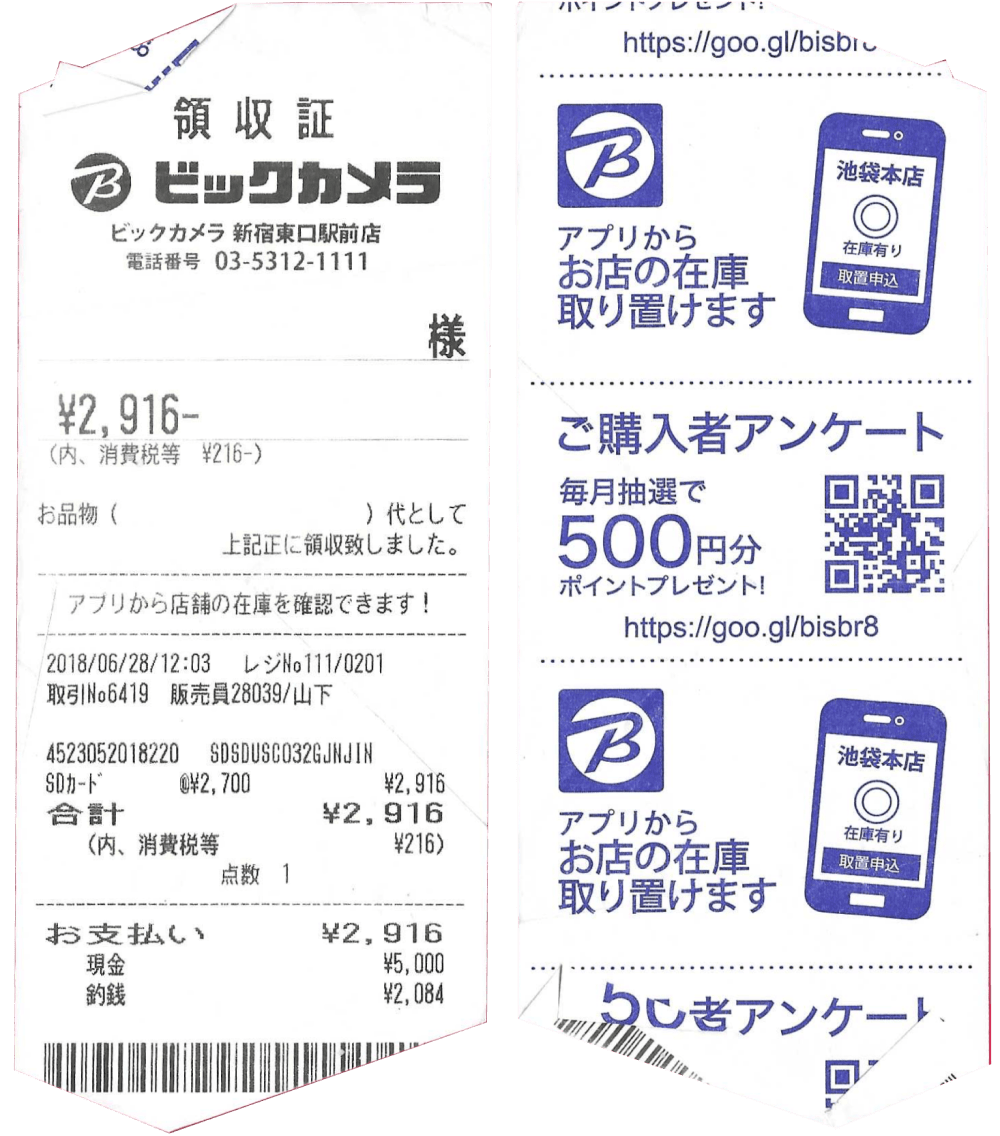 領収証
ビックカメラ
ビックカメラ 新宿東口駅前店
電話番号 03-5312-1111
様
¥2,916-
(内、消費税等 ¥216-)
お品物 ( ) 代として
上記正に領収致しました。
アプリから店舗の在庫を確認できます!
2018/06/28/12:03 レジNo111/0201
取引No6419 販売員28039/山下
4523052018220 SDSDUSC032GJNJIN
SDカード @¥2,700 ¥2,916
合計 ¥2,916
(内、消費税等 ¥216)
点数 1
お支払い ¥2,916
現金 ¥5,000
釣銭 ¥2,084
ポイントプレゼント!
https://goo.gl/bisbr
B
アプリから
お店の在庫
取り置けます
池袋本店
在庫有り
取置申込
ご購入者アンケート
毎月抽選で
500円分
ポイントプレゼント!
https://goo.gl/bisbr8
B
アプリから
お店の在庫
取り置けます
池袋本店
在庫有り
取置申込
者アンケート